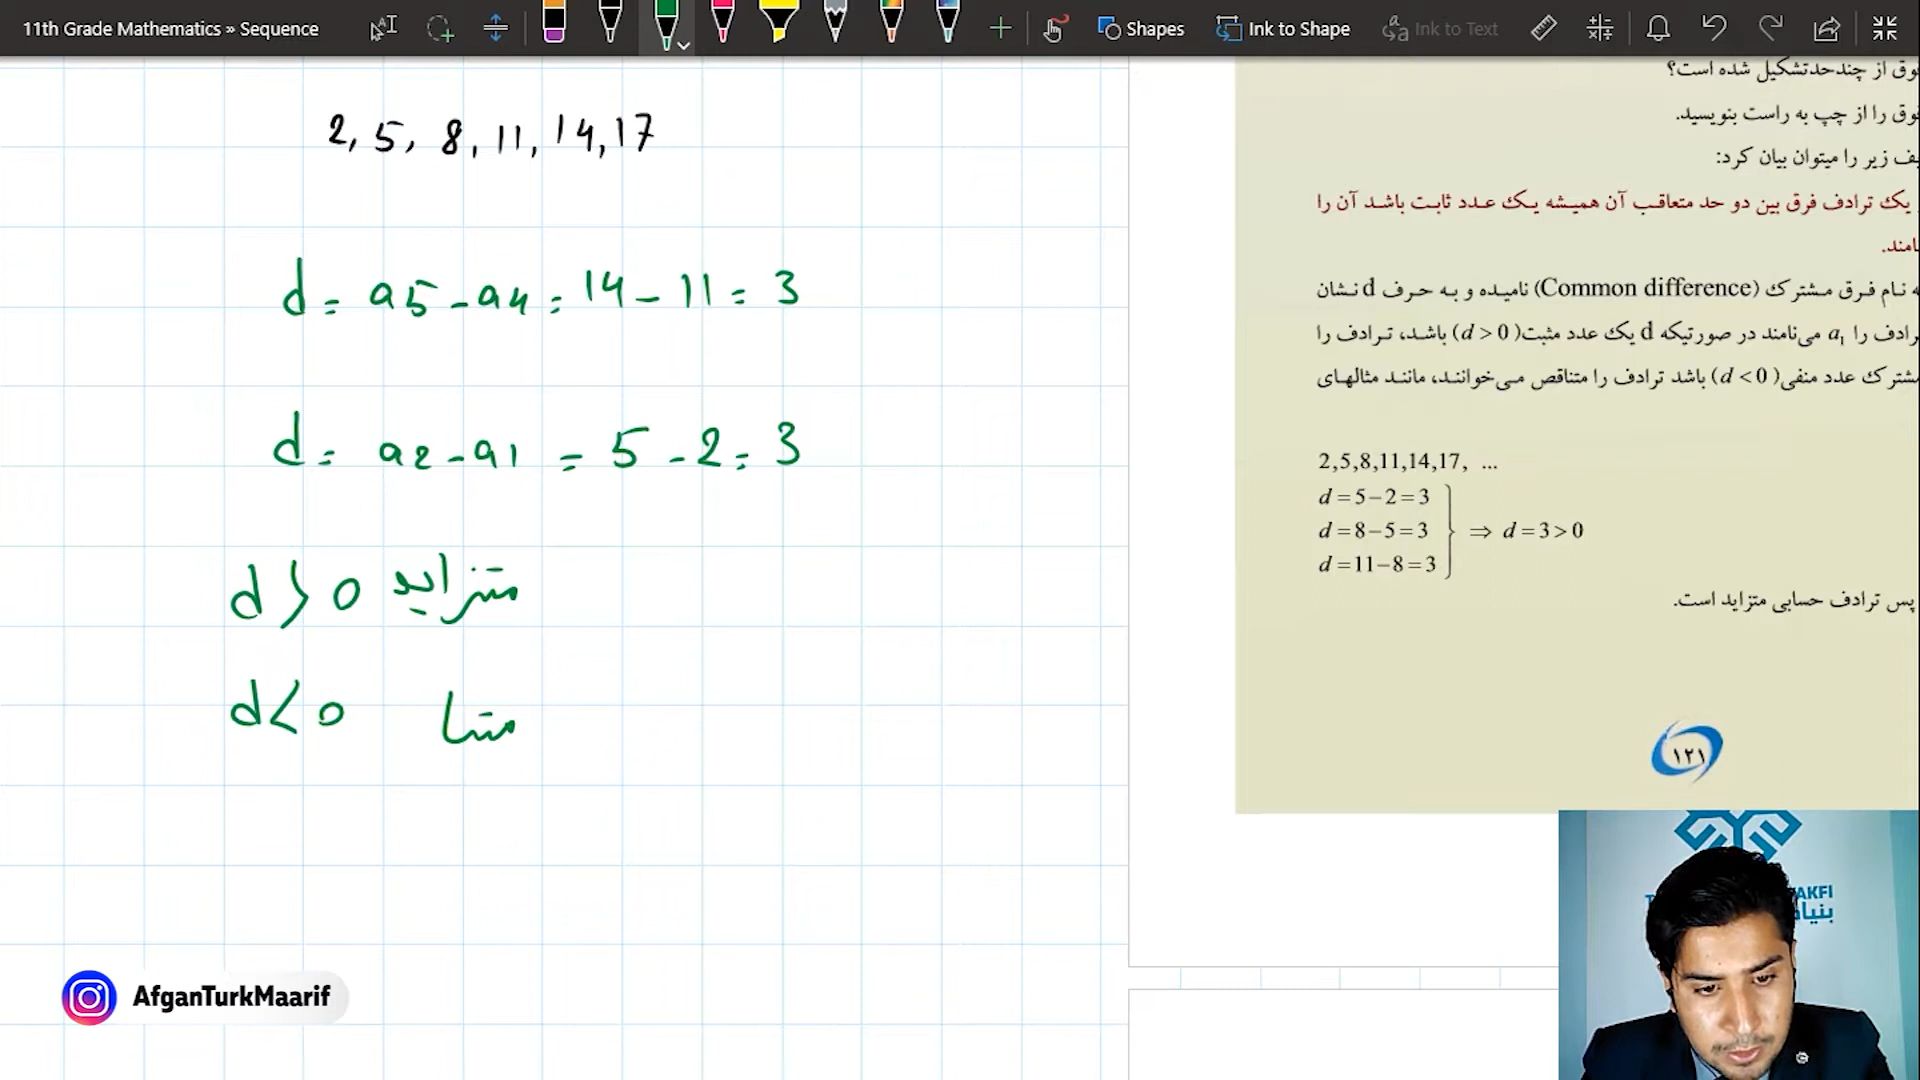 11th Grade Mathematics » Sequence
Shapes
Ink to Shape
Ink to Text
2, 5, 8, 11, 14, 17
d = a5 - a4 = 14 - 11 = 3
d = a2 - a1 = 5 - 2 = 3
d > 0 متزاید
d < 0 متنا
وق از چندحدتشکیل شده است؟
وق را از چپ به راست بنویسید.
یف زیر را میتوان بیان کرد:
یک ترادف فرق بین دو حد متعاقب آن همیشه یک عدد ثابت باشد آن را
امند.
ه نام فرق مشترک (Common difference) نامیده و به حرف d نشان
رادف را a₁ می‌نامند در صورتیکه d یک عدد مثبت (d > 0) باشد، ترادف را
شترک عدد منفی (d < 0) باشد ترادف را متناقص می‌خوانند، مانند مثالهای
2,5,8,11,14,17, ...
d = 5 − 2 = 3
d = 8 − 5 = 3 ⇒ d = 3 > 0
d = 11 − 8 = 3
پس ترادف حسابی متزاید است.
۱۲۱
AKFI
بنیا
AfganTurkMaarif